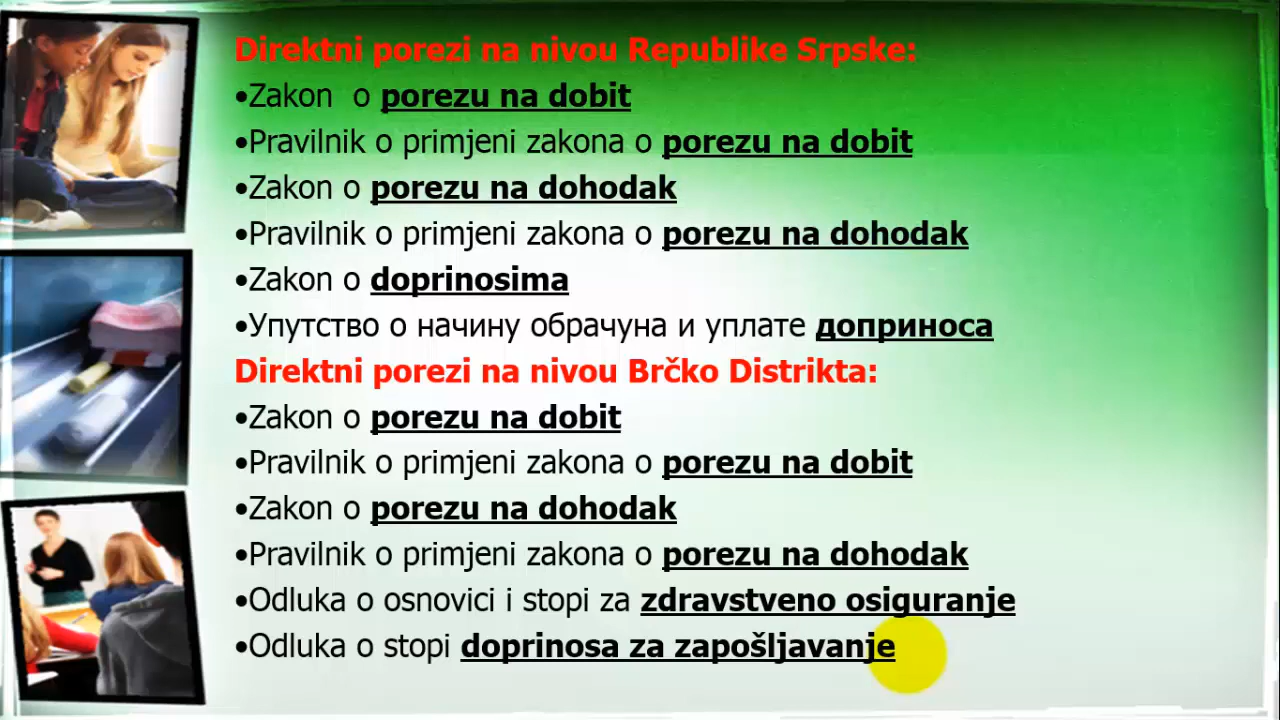 Direktni porezi na nivou Republike Srpske:
•Zakon  o porezu na dobit
•Pravilnik o primjeni zakona o porezu na dobit
•Zakon o porezu na dohodak
•Pravilnik o primjeni zakona o porezu na dohodak
•Zakon o doprinosima
•Упутство о начину обрачуна и уплате доприноса
Direktni porezi na nivou Brčko Distrikta:
•Zakon o porezu na dobit
•Pravilnik o primjeni zakona o porezu na dobit
•Zakon o porezu na dohodak
•Pravilnik o primjeni zakona o porezu na dohodak
•Odluka o osnovici i stopi za zdravstveno osiguranje
•Odluka o stopi doprinosa za zapošljavanje